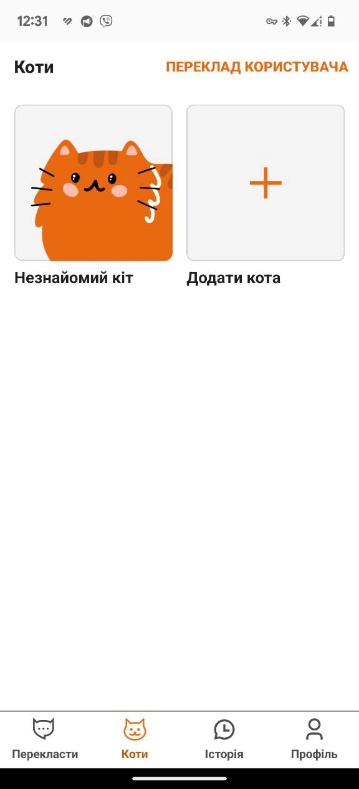 12:31
Коти
ПЕРЕКЛАД КОРИСТУВАЧА
Незнайомий кіт
Додати кота
Перекласти
Коти
Історія
Профіль